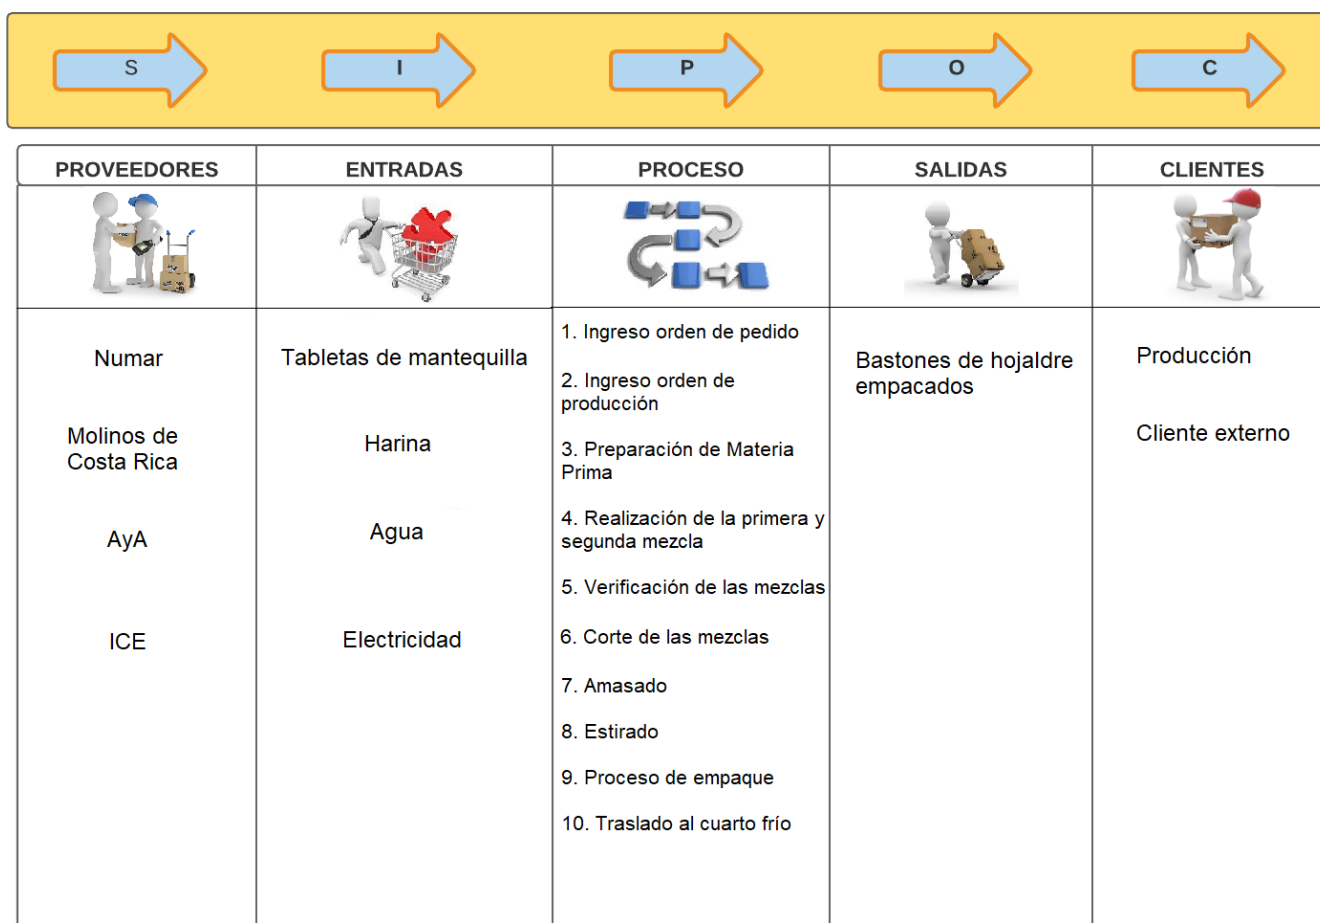 S
I
P
O
C
PROVEEDORES
ENTRADAS
PROCESO
SALIDAS
CLIENTES
Numar
Molinos de
Costa Rica
AyA
ICE
Tabletas de mantequilla
Harina
Agua
Electricidad
1. Ingreso orden de pedido
2. Ingreso orden de
producción
3. Preparación de Materia
Prima
4. Realización de la primera y
segunda mezcla
5. Verificación de las mezclas
6. Corte de las mezclas
7. Amasado
8. Estirado
9. Proceso de empaque
10. Traslado al cuarto frío
Bastones de hojaldre
empacados
Producción
Cliente externo